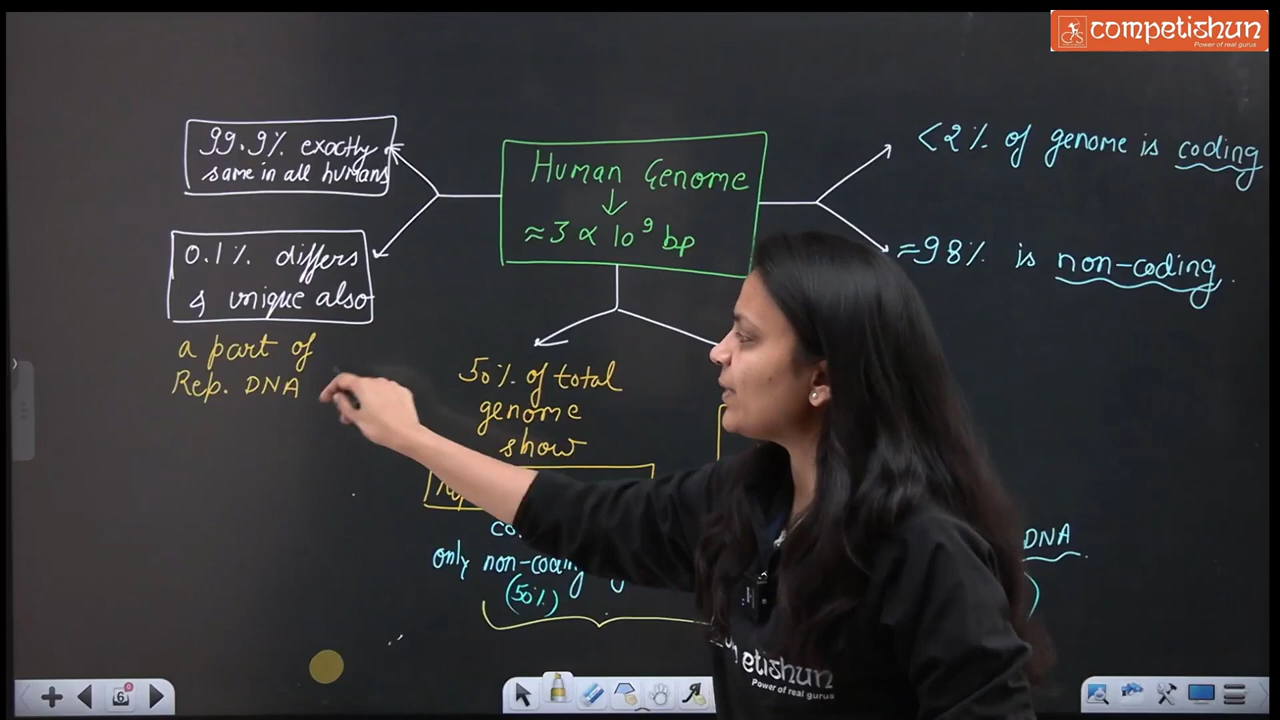 competishun
Power of real gurus
99.9% exactly
same in all humans
0.1% differs
& unique also
a part of
Rep. DNA
Human Genome
↓
≈3 × 10⁹ bp
<2% of genome is coding
≈98% is non-coding.
50% of total
genome
show
only non-coding
(50%)
DNA
etishun
Power of real gurus
6